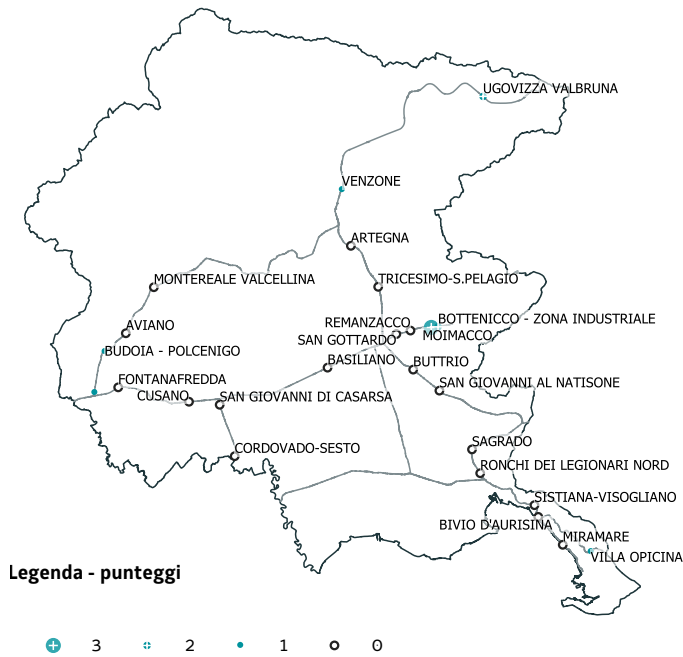 UGOVIZZA VALBRUNA
VENZONE
ARTEGNA
MONTEREALE VALCELLINA
TRICESIMO-S.PELAGIO
AVIANO
REMANZACCO
BOTTENICCO - ZONA INDUSTRIALE
SAN GOTTARDO
MOIMACCO
BUDOIA - POLCENIGO
BASILIANO
BUTTRIO
FONTANAFREDDA
SAN GIOVANNI AL NATISONE
CUSANO
SAN GIOVANNI DI CASARSA
SAGRADO
CORDOVADO-SESTO
RONCHI DEI LEGIONARI NORD
SISTIANA-VISOGLIANO
BIVIO D'AURISINA
MIRAMARE
VILLA OPICINA
Legenda - punteggi
3 2 1 0